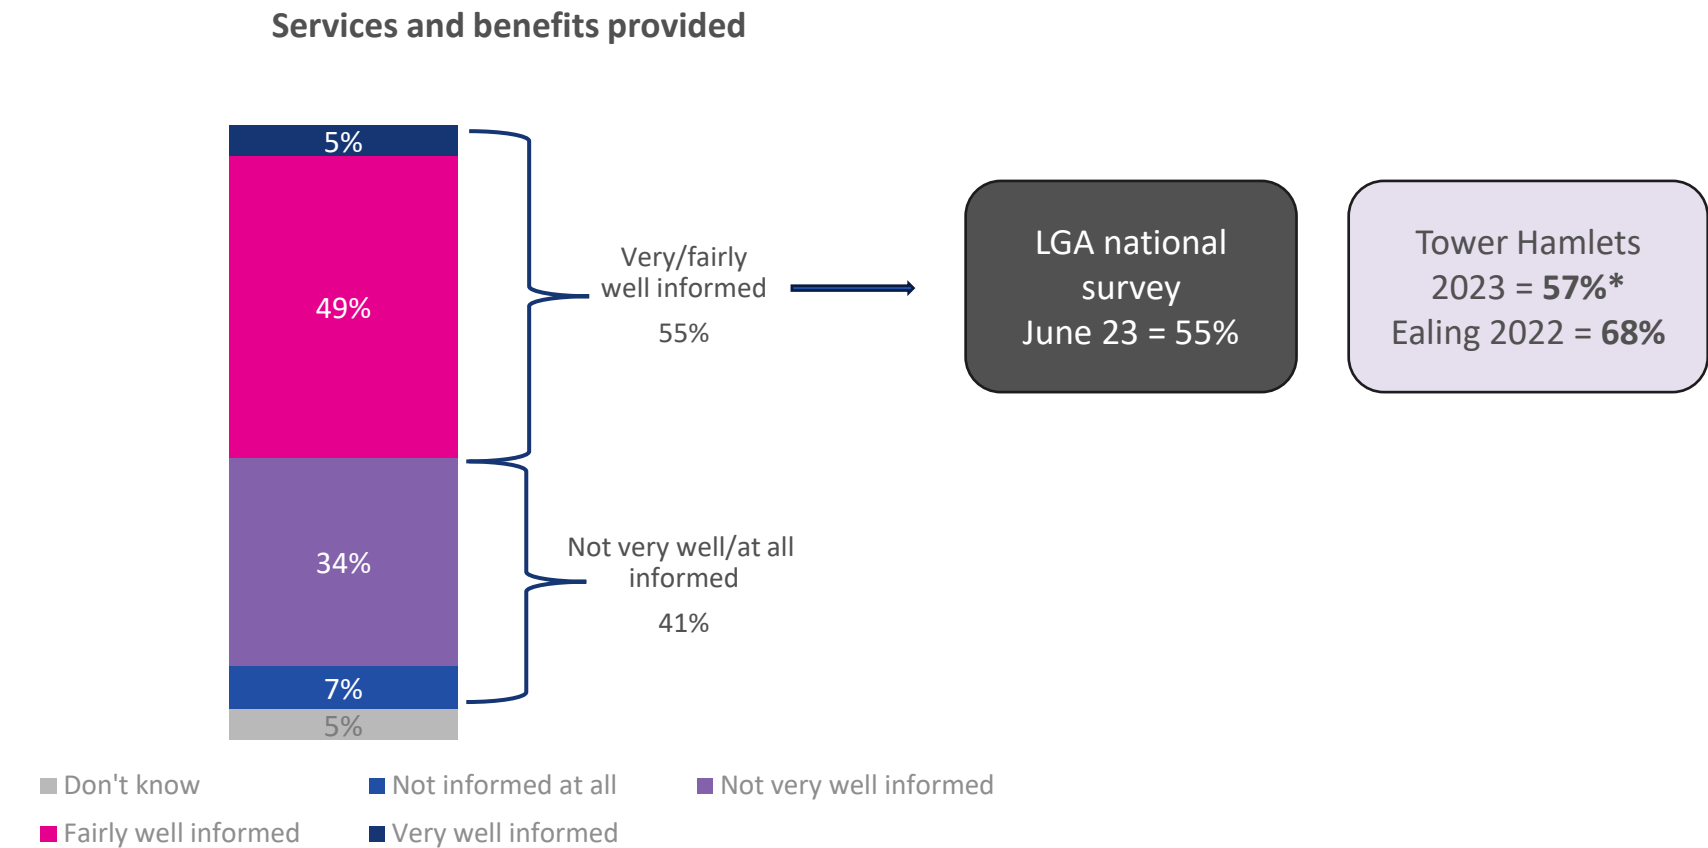 Services and benefits provided
5%
49%
34%
7%
5%
Very/fairly
well informed
55%
Not very well/at all
informed
41%
LGA national
survey
June 23 = 55%
Tower Hamlets
2023 = 57%*
Ealing 2022 = 68%
Don't know
Not informed at all
Not very well informed
Fairly well informed
Very well informed